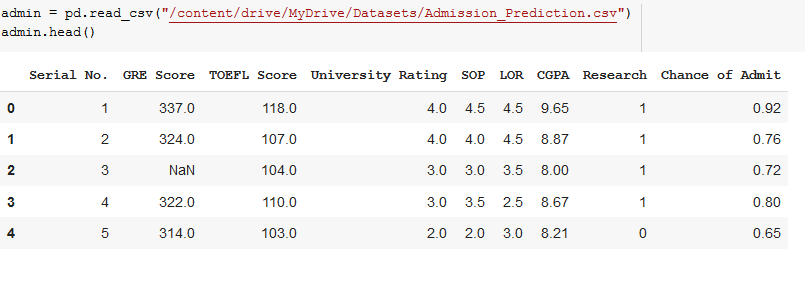 admin = pd.read_csv("/content/drive/MyDrive/Datasets/Admission_Prediction.csv")
admin.head()
Serial No. GRE Score TOEFL Score University Rating SOP LOR CGPA Research Chance of Admit
0 1 337.0 118.0 4.0 4.5 4.5 9.65 1 0.92
1 2 324.0 107.0 4.0 4.0 4.5 8.87 1 0.76
2 3 NaN 104.0 3.0 3.0 3.5 8.00 1 0.72
3 4 322.0 110.0 3.0 3.5 2.5 8.67 1 0.80
4 5 314.0 103.0 2.0 2.0 3.0 8.21 0 0.65